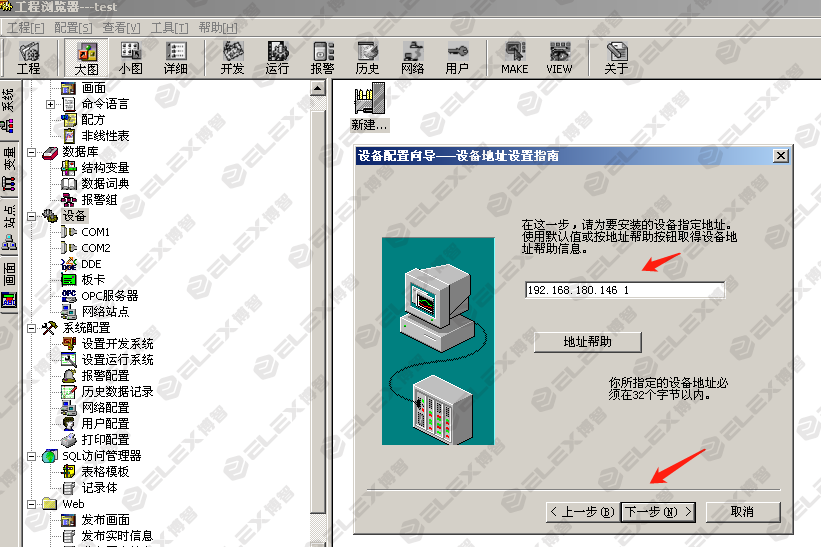 工程浏览器---test
工程[F] 配置[S] 查看[V] 工具[T] 帮助[H]
工程 大图 小图 详细 开发 运行 报警 历史 网络 用户 MAKE VIEW 关于
系统
变量
站点
画面
画面
命令语言
配方
非线性表
数据库
结构变量
数据词典
报警组
设备
COM1
COM2
DDE
板卡
OPC服务器
网络站点
系统配置
设置开发系统
设置运行系统
报警配置
历史数据记录
网络配置
用户配置
打印配置
SQL访问管理器
表格模板
记录体
Web
发布画面
发布实时信息
新建...
设备配置向导——设备地址设置指南
在这一步，请为要安装的设备指定地址。
使用默认值或按地址帮助按钮取得设备地
址帮助信息。
192.168.180.146 1
地址帮助
你所指定的设备地址必
须在32个字节以内。
< 上一步(B) 下一步(N) > 取消
ELEX博智